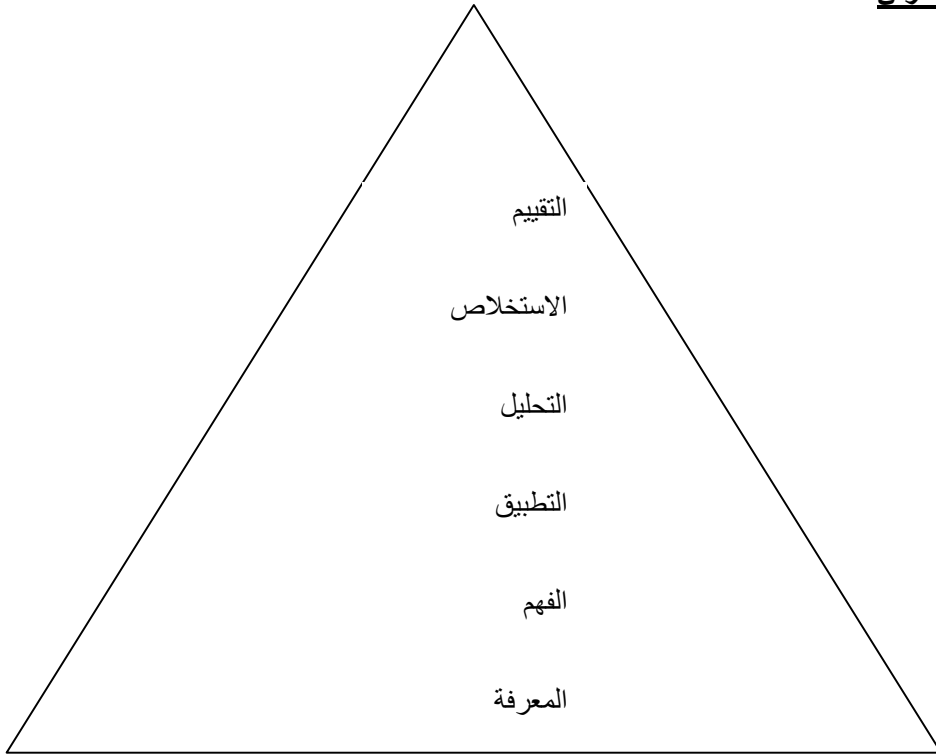 التقييم
الاستخلاص
التحليل
التطبيق
الفهم
المعرفة